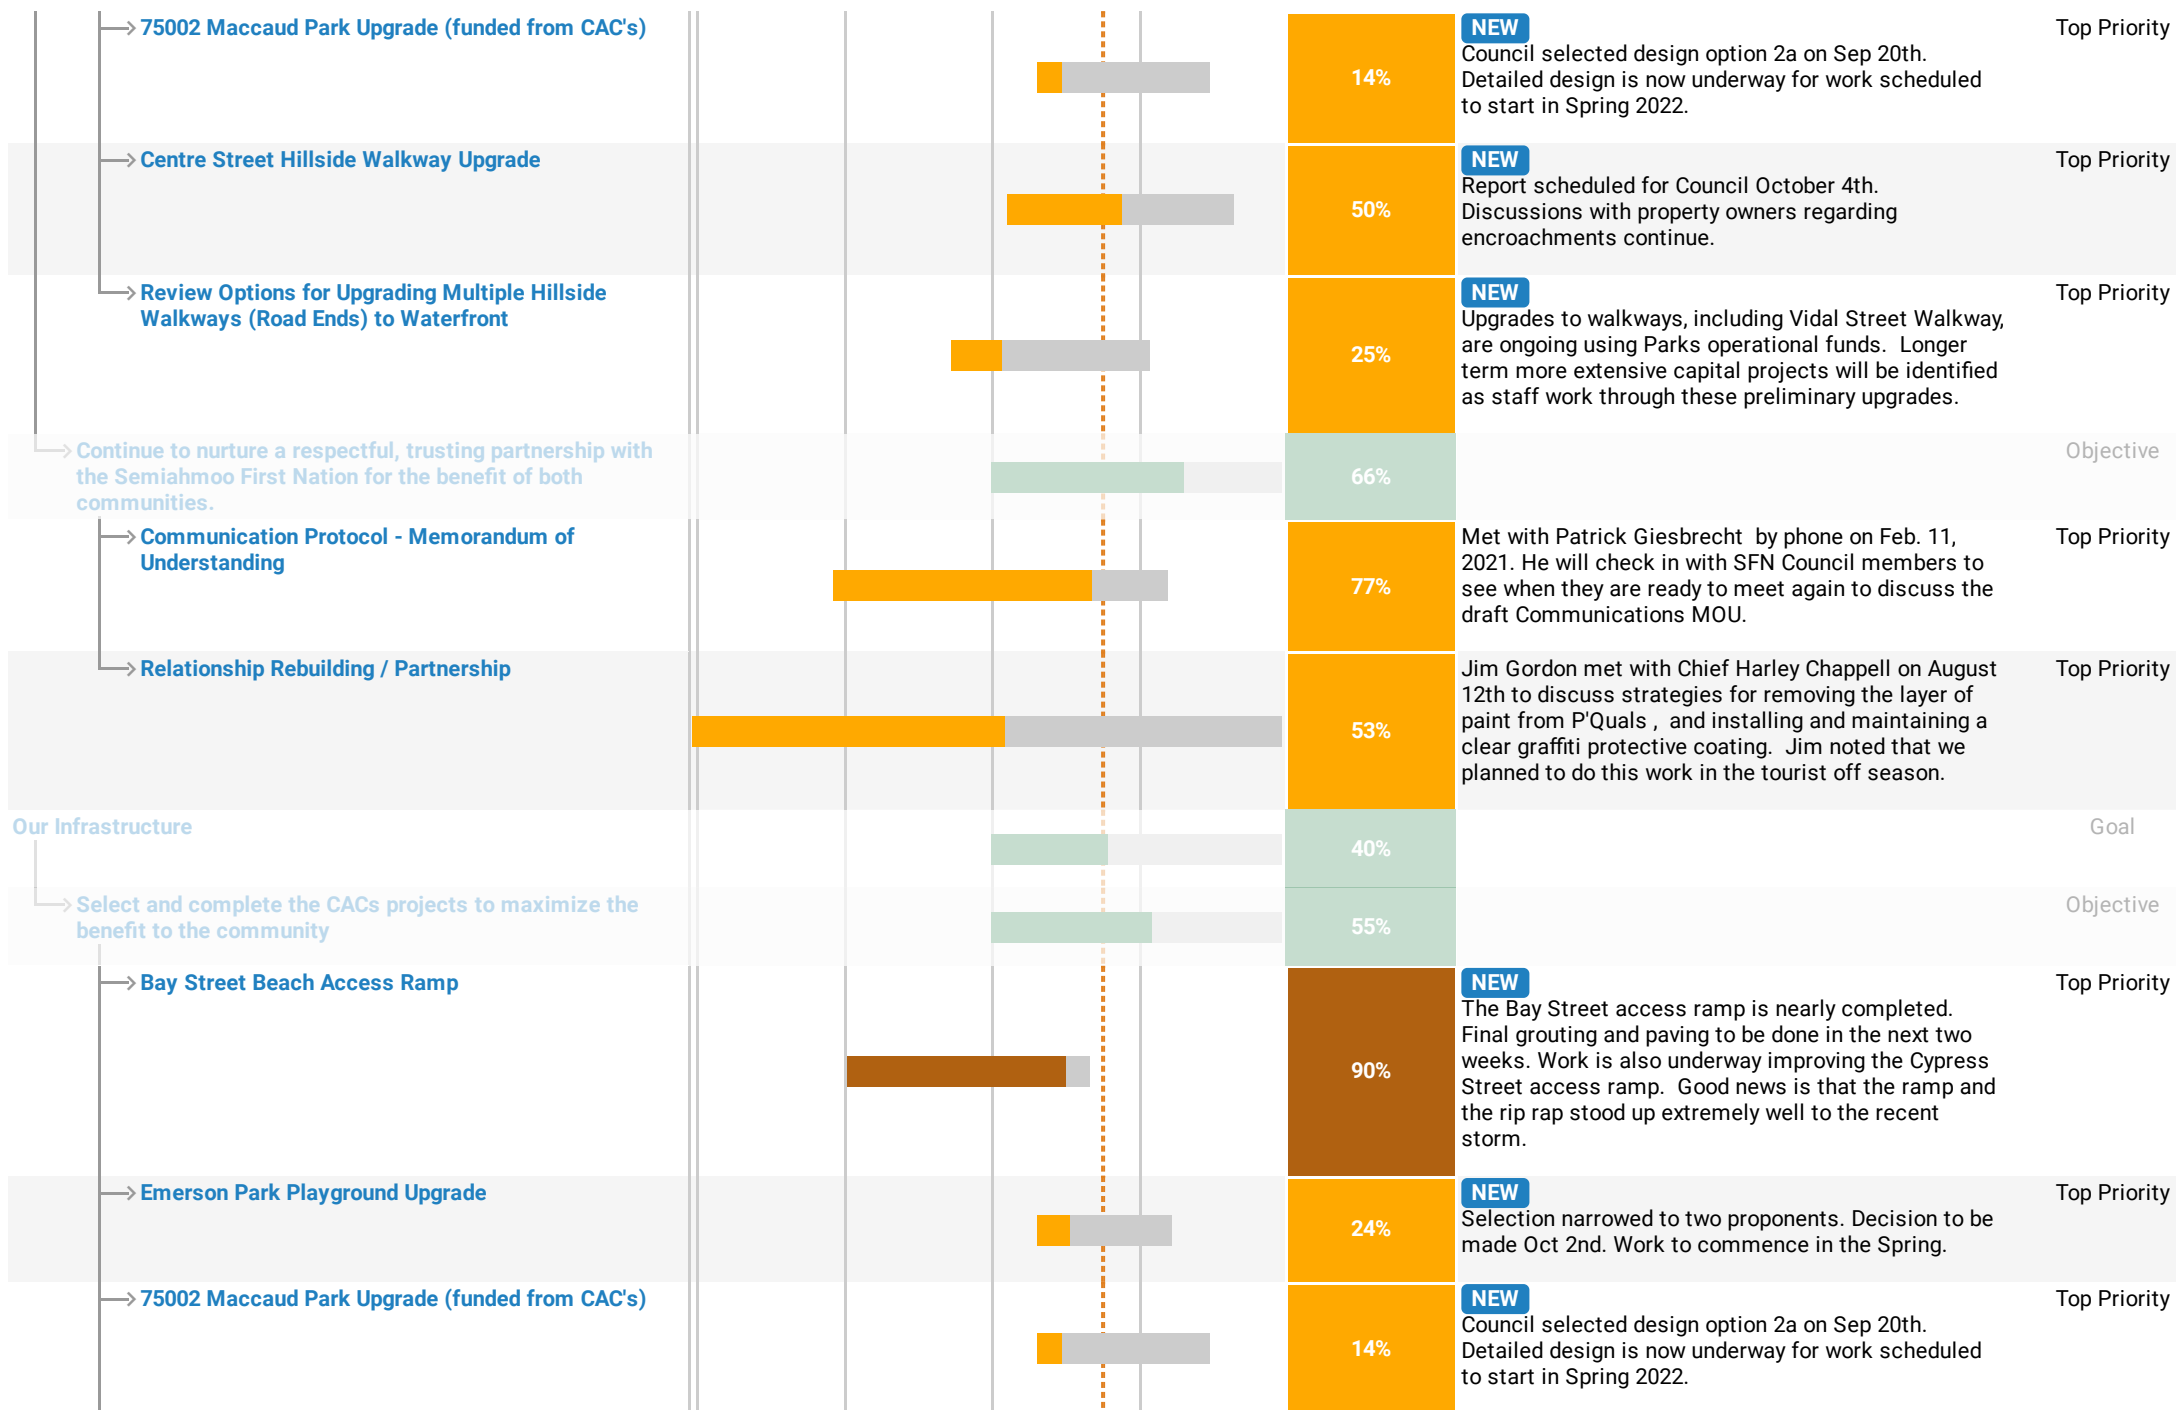 75002 Maccaud Park Upgrade (funded from CAC's)
14%
NEW
Council selected design option 2a on Sep 20th.
Detailed design is now underway for work scheduled
to start in Spring 2022.
Top Priority
Centre Street Hillside Walkway Upgrade
50%
NEW
Report scheduled for Council October 4th.
Discussions with property owners regarding
encroachments continue.
Top Priority
Review Options for Upgrading Multiple Hillside
Walkways (Road Ends) to Waterfront
25%
NEW
Upgrades to walkways, including Vidal Street Walkway,
are ongoing using Parks operational funds.  Longer
term more extensive capital projects will be identified
as staff work through these preliminary upgrades.
Top Priority
Continue to nurture a respectful, trusting partnership with
the Semiahmoo First Nation for the benefit of both
communities.
66%
Objective
Communication Protocol - Memorandum of
Understanding
77%
Met with Patrick Giesbrecht  by phone on Feb. 11,
2021. He will check in with SFN Council members to
see when they are ready to meet again to discuss the
draft Communications MOU.
Top Priority
Relationship Rebuilding / Partnership
53%
Jim Gordon met with Chief Harley Chappell on August
12th to discuss strategies for removing the layer of
paint from P'Quals ,  and installing and maintaining a
clear graffiti protective coating.  Jim noted that we
planned to do this work in the tourist off season.
Top Priority
Our Infrastructure
40%
Goal
Select and complete the CACs projects to maximize the
benefit to the community
55%
Objective
Bay Street Beach Access Ramp
90%
NEW
The Bay Street access ramp is nearly completed.
Final grouting and paving to be done in the next two
weeks. Work is also underway improving the Cypress
Street access ramp.  Good news is that the ramp and
the rip rap stood up extremely well to the recent
storm.
Top Priority
Emerson Park Playground Upgrade
24%
NEW
Selection narrowed to two proponents. Decision to be
made Oct 2nd. Work to commence in the Spring.
Top Priority
75002 Maccaud Park Upgrade (funded from CAC's)
14%
NEW
Council selected design option 2a on Sep 20th.
Detailed design is now underway for work scheduled
to start in Spring 2022.
Top Priority